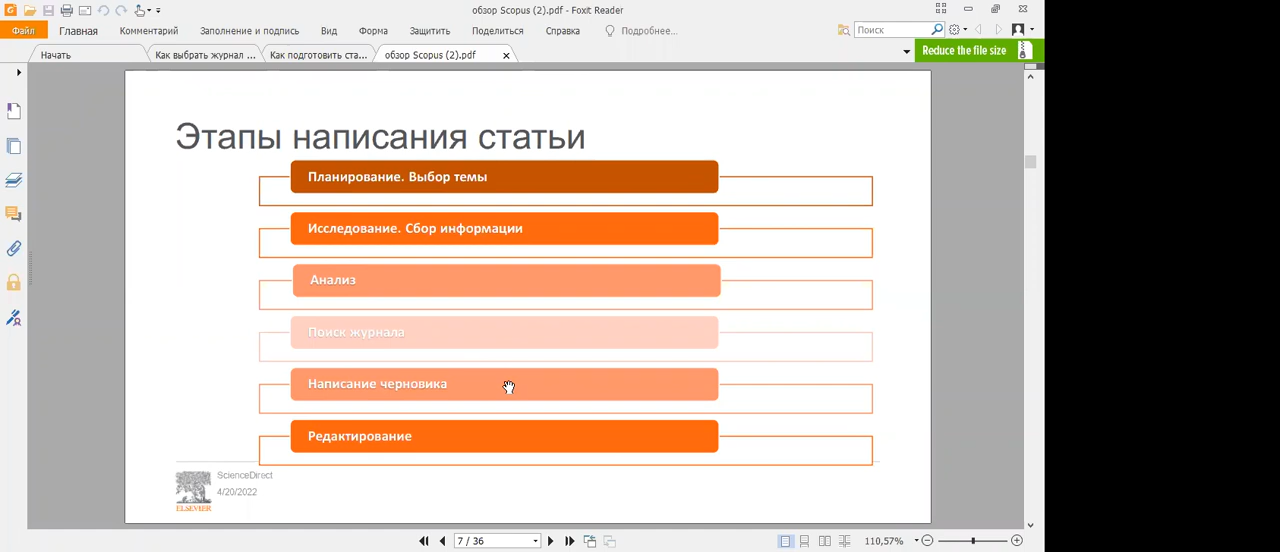 обзор Scopus (2).pdf - Foxit Reader
Файл Главная Комментарий Заполнение и подпись Вид Форма Защитить Поделиться Справка Подробнее... Поиск
Начать Как выбрать журнал ... Как подготовить ста... обзор Scopus (2).pdf Reduce the file size
Этапы написания статьи
Планирование. Выбор темы
Исследование. Сбор информации
Анализ
Поиск журнала
Написание черновика
Редактирование
ScienceDirect
4/20/2022
ELSEVIER
7 / 36 110,57%